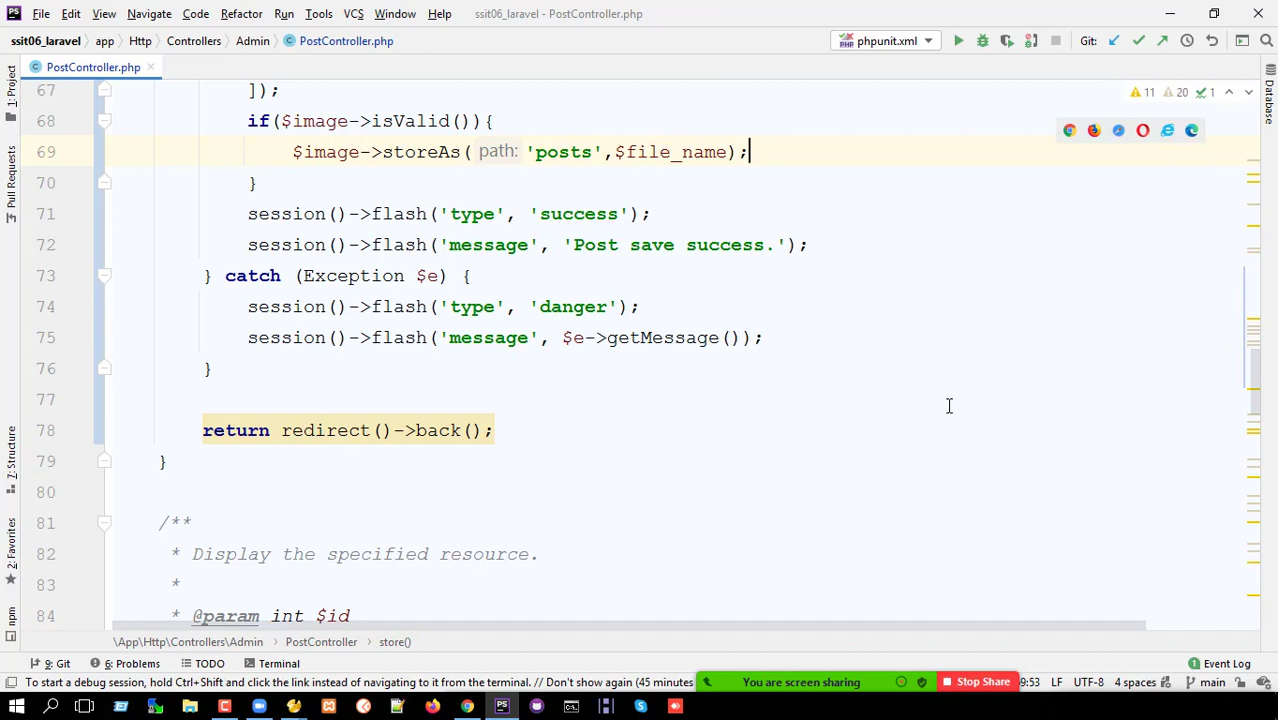 File Edit View Navigate Code Refactor Run Tools VCS Window Help ssit06_laravel - PostController.php
ssit06_laravel app Http Controllers Admin PostController.php phpunit.xml Git:
PostController.php
11 20 1
67 ]);
68 if($image->isValid()){
69 $image->storeAs( path: 'posts',$file_name);
70 }
71 session()->flash('type', 'success');
72 session()->flash('message', 'Post save success.');
73 } catch (Exception $e) {
74 session()->flash('type', 'danger');
75 session()->flash('message', $e->getMessage());
76 }
77
78 return redirect()->back();
79 }
80
81 /**
82 * Display the specified resource.
83 *
84 * @param int $id
1: Project
Pull Requests
7: Structure
2: Favorites
npm
Database
\App\Http\Controllers\Admin PostController store()
9: Git 6: Problems TODO Terminal 1 Event Log
To start a debug session, hold Ctrl+Shift and click the link instead of navigating to it from the terminal. // Don't show again (45 minutes You are screen sharing Stop Share 9:53 LF UTF-8 4 spaces main